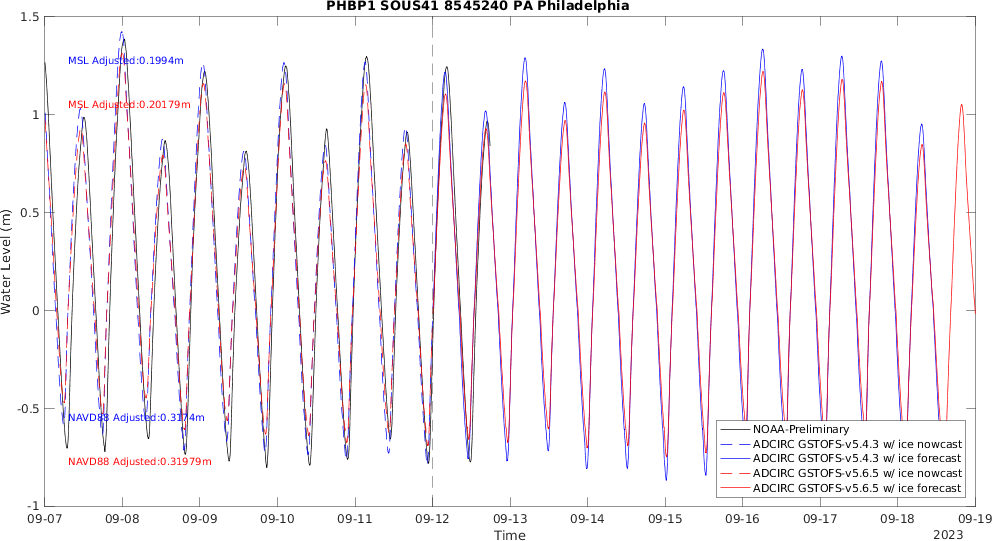 PHBP1 SOUS41 8545240 PA Philadelphia
1.5
1
0.5
0
-0.5
-1
Water Level (m)
MSL Adjusted:0.1994m
MSL Adjusted:0.20179m
NAVD88 Adjusted:0.3174m
NAVD88 Adjusted:0.31979m
NOAA-Preliminary
ADCIRC GSTOFS-v5.4.3 w/ ice nowcast
ADCIRC GSTOFS-v5.4.3 w/ ice forecast
ADCIRC GSTOFS-v5.6.5 w/ ice nowcast
ADCIRC GSTOFS-v5.6.5 w/ ice forecast
09-07 09-08 09-09 09-10 09-11 09-12 09-13 09-14 09-15 09-16 09-17 09-18 09-19
Time
2023